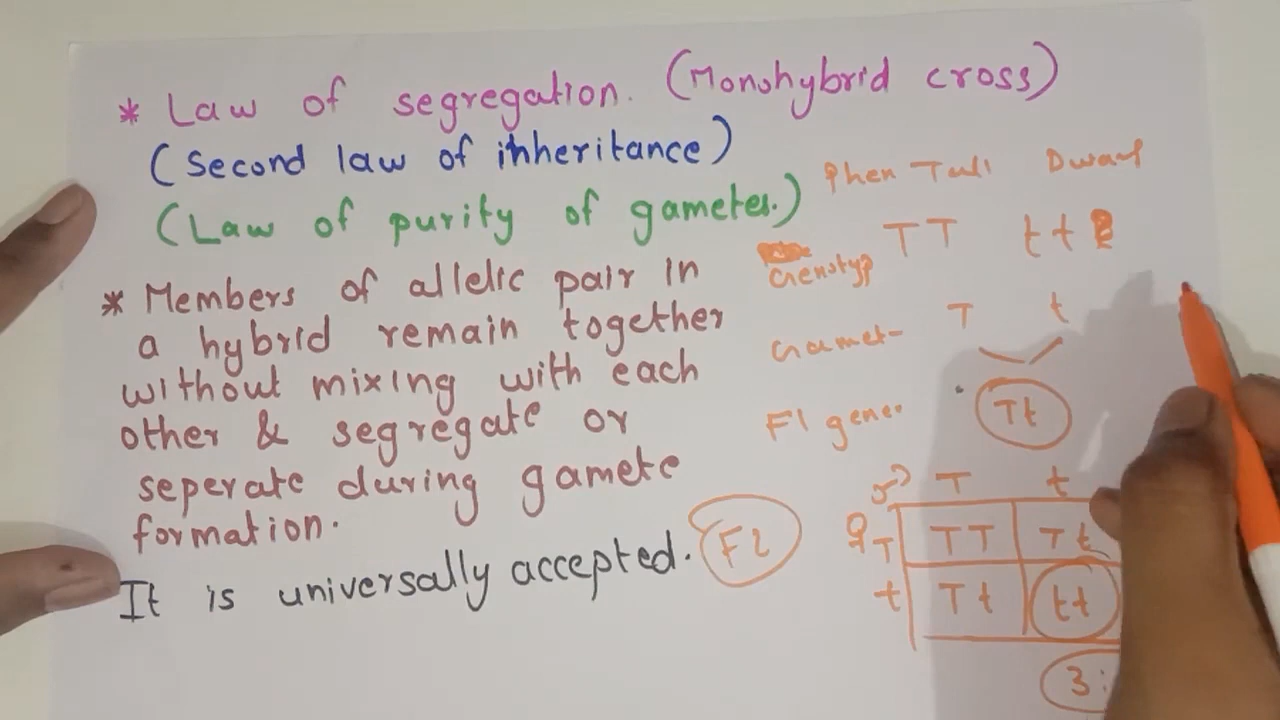 * Law of segregation. (Monohybrid cross)
(Second law of inheritance)
(Law of purity of gametes.)
* Members of allelic pair in
a hybrid remain together
without mixing with each
other & segregate or
seperate during gamete
formation.
It is universally accepted.
Phen Tall Dwarf
Genotyp TT tt
Gamet- T t
F1 gene. Tt
F2
♂ T t
♀ T TT Tt
t Tt tt
3: